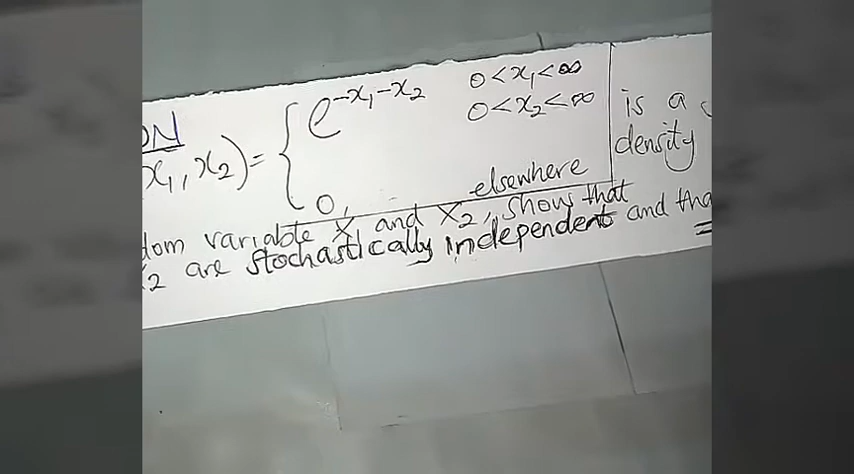 ON
x₁, x₂) = { e^{-x₁-x₂} 0<x₁<∞
0<x₂<∞ is a
density
0, elsewhere
dom variable X₁ and X₂, show that
X₂ are stochastically independent and tha